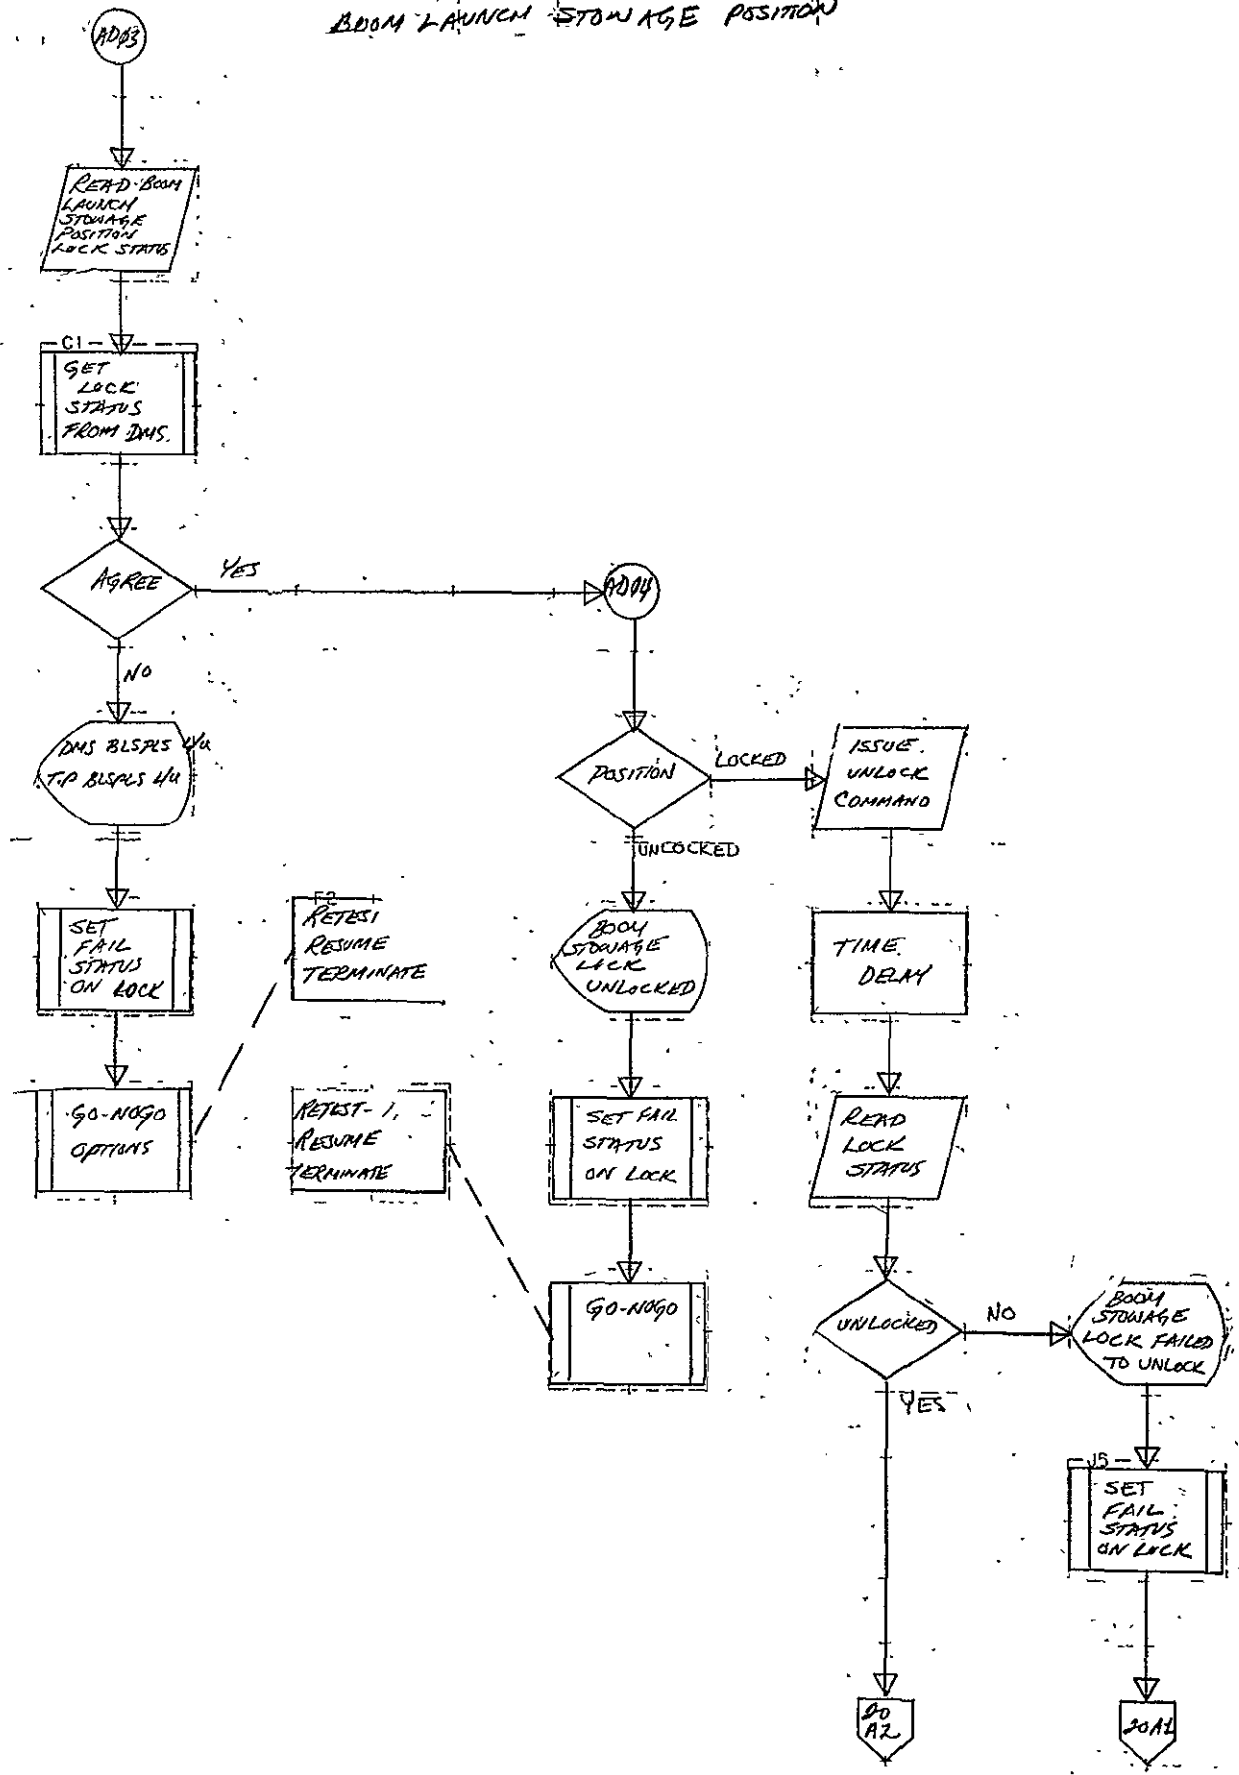 BOOM LAUNCH STOWAGE POSITION
AD03
READ BOOM
LAUNCH
STOWAGE
POSITION
LOCK STATUS
C1
GET
LOCK
STATUS
FROM DMS.
AGREE
YES
NO
DMS BLSPLS L/U
T.P BLSPLS L/U
SET
FAIL
STATUS
ON LOCK
GO-NOGO
OPTIONS
F2
RETEST
RESUME
TERMINATE
RETEST
RESUME
TERMINATE
AD04
POSITION
LOCKED
UNCOCKED
BOOM
STOWAGE
LOCK
UNLOCKED
SET FAIL
STATUS
ON LOCK
GO-NOGO
ISSUE
UNLOCK
COMMAND
TIME
DELAY
READ
LOCK
STATUS
UNLOCKED
NO
YES
BOOM
STOWAGE
LOCK FAILED
TO UNLOCK
J5
SET
FAIL
STATUS
ON LOCK
20
A2
20A1